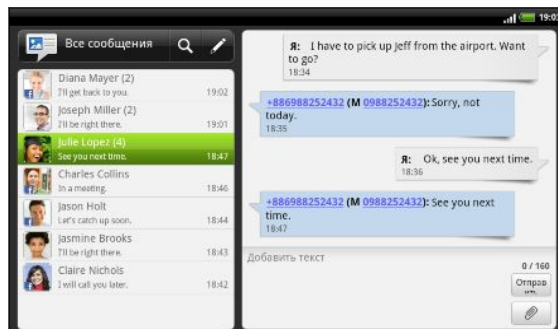 19:02
Все сообщения
Diana Mayer (2)
I'll get back to you. 19:02
Joseph Miller (2)
I'll be right there. 19:01
Julie Lopez (4)
See you next time. 18:47
Charles Collins
In a meeting. 18:46
Jason Holt
Let's catch up soon. 18:44
Jasmine Brooks
I'll be right there. 18:43
Claire Nichols
I will call you later. 18:42
Я: I have to pick up Jeff from the airport. Want
to go?
18:34
+886988252432 (M 0988252432): Sorry, not
today.
18:35
Я: Ok, see you next time.
18:36
+886988252432 (M 0988252432): See you next
time.
18:47
Добавить текст
0 / 160
Отправ
ить